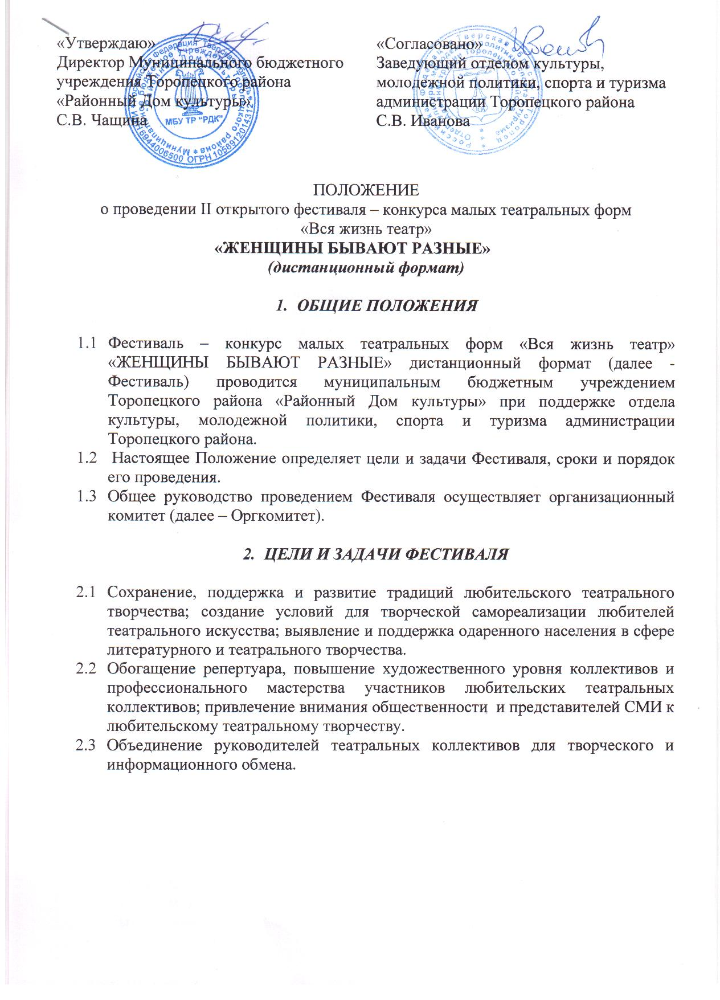 «Утверждаю»
Директор Муниципального бюджетного
учреждения Торопецкого района
«Районный Дом культуры»
С.В. Чащина
МБУ ТР "РДК"
ИНН 6944006500 ОГРН 1056912014312
«Согласовано»
Заведующий отделом культуры,
молодежной политики, спорта и туризма
администрации Торопецкого района
С.В. Иванова
ПОЛОЖЕНИЕ
о проведении II открытого фестиваля – конкурса малых театральных форм
«Вся жизнь театр»
«ЖЕНЩИНЫ БЫВАЮТ РАЗНЫЕ»
(дистанционный формат)
1. ОБЩИЕ ПОЛОЖЕНИЯ
1.1 Фестиваль – конкурс малых театральных форм «Вся жизнь театр»
«ЖЕНЩИНЫ БЫВАЮТ РАЗНЫЕ» дистанционный формат (далее -
Фестиваль) проводится муниципальным бюджетным учреждением
Торопецкого района «Районный Дом культуры» при поддержке отдела
культуры, молодежной политики, спорта и туризма администрации
Торопецкого района.
1.2 Настоящее Положение определяет цели и задачи Фестиваля, сроки и порядок
его проведения.
1.3 Общее руководство проведением Фестиваля осуществляет организационный
комитет (далее – Оргкомитет).
2. ЦЕЛИ И ЗАДАЧИ ФЕСТИВАЛЯ
2.1 Сохранение, поддержка и развитие традиций любительского театрального
творчества; создание условий для творческой самореализации любителей
театрального искусства; выявление и поддержка одаренного населения в сфере
литературного и театрального творчества.
2.2 Обогащение репертуара, повышение художественного уровня коллективов и
профессионального мастерства участников любительских театральных
коллективов; привлечение внимания общественности и представителей СМИ к
любительскому театральному творчеству.
2.3 Объединение руководителей театральных коллективов для творческого и
информационного обмена.